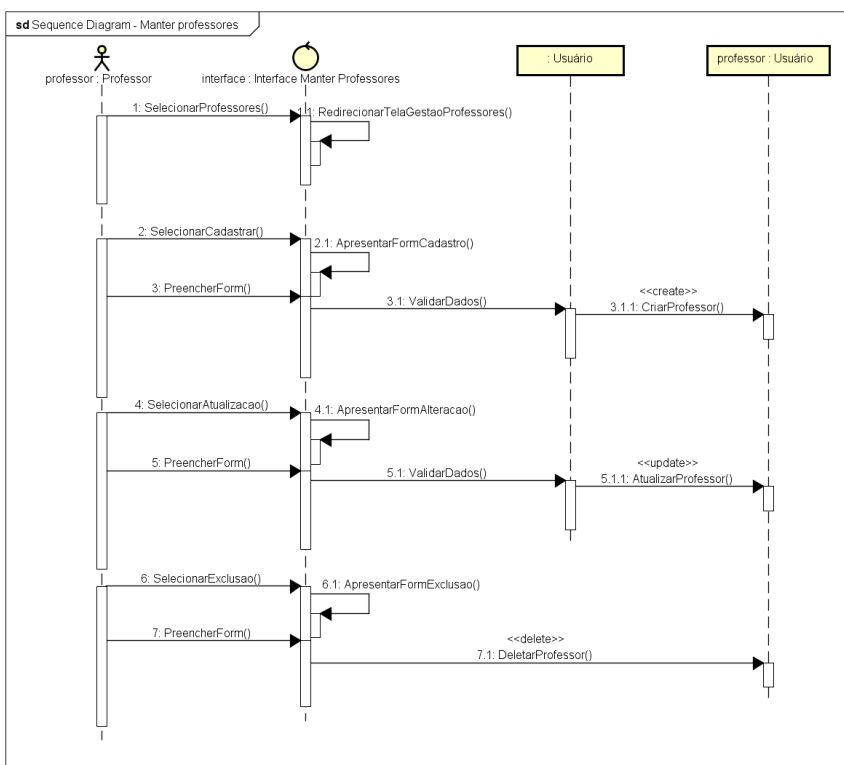 sd Sequence Diagram - Manter professores
professor : Professor
interface : Interface Manter Professores
: Usuário
professor : Usuário
1: SelecionarProfessores()
1.1: RedirecionarTelaGestaoProfessores()
2: SelecionarCadastrar()
2.1: ApresentarFormCadastro()
3: PreencherForm()
3.1: ValidarDados()
<<create>>
3.1.1: CriarProfessor()
4: SelecionarAtualizacao()
4.1: ApresentarFormAlteracao()
5: PreencherForm()
5.1: ValidarDados()
<<update>>
5.1.1: AtualizarProfessor()
6: SelecionarExclusao()
6.1: ApresentarFormExclusao()
7: PreencherForm()
<<delete>>
7.1: DeletarProfessor()